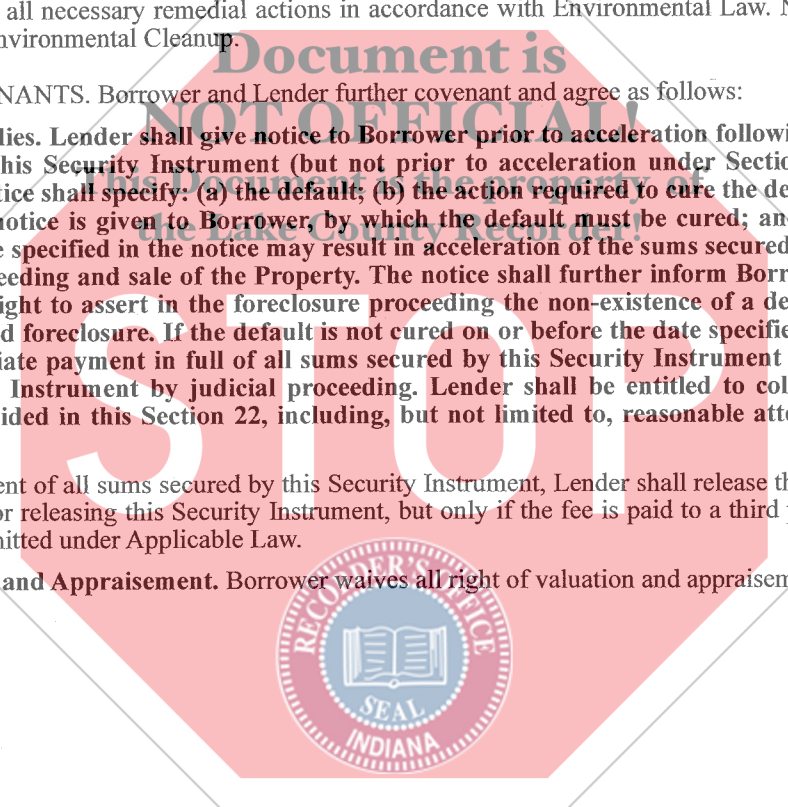 all necessary remedial actions in accordance with Environmental Law. N
nvironmental Cleanup.
Document is
NANTS. Borrower and Lender further covenant and agree as follows:
NOT OFFICIAL!
lies. Lender shall give notice to Borrower prior to acceleration followi
his Security Instrument (but not prior to acceleration under Sectio
This Document is the property of
tice shall specify: (a) the default; (b) the action required to cure the de
notice is given to Borrower, by which the default must be cured; an
the Lake County Recorder!
e specified in the notice may result in acceleration of the sums secured
eeding and sale of the Property. The notice shall further inform Borr
ight to assert in the foreclosure proceeding the non-existence of a de
d foreclosure. If the default is not cured on or before the date specifie
iate payment in full of all sums secured by this Security Instrument
Instrument by judicial proceeding. Lender shall be entitled to col
ided in this Section 22, including, but not limited to, reasonable atto
STOP
ent of all sums secured by this Security Instrument, Lender shall release th
or releasing this Security Instrument, but only if the fee is paid to a third
mitted under Applicable Law.
and Appraisement. Borrower waives all right of valuation and appraisem
RECORDER'S OFFICE
SEAL
INDIANA